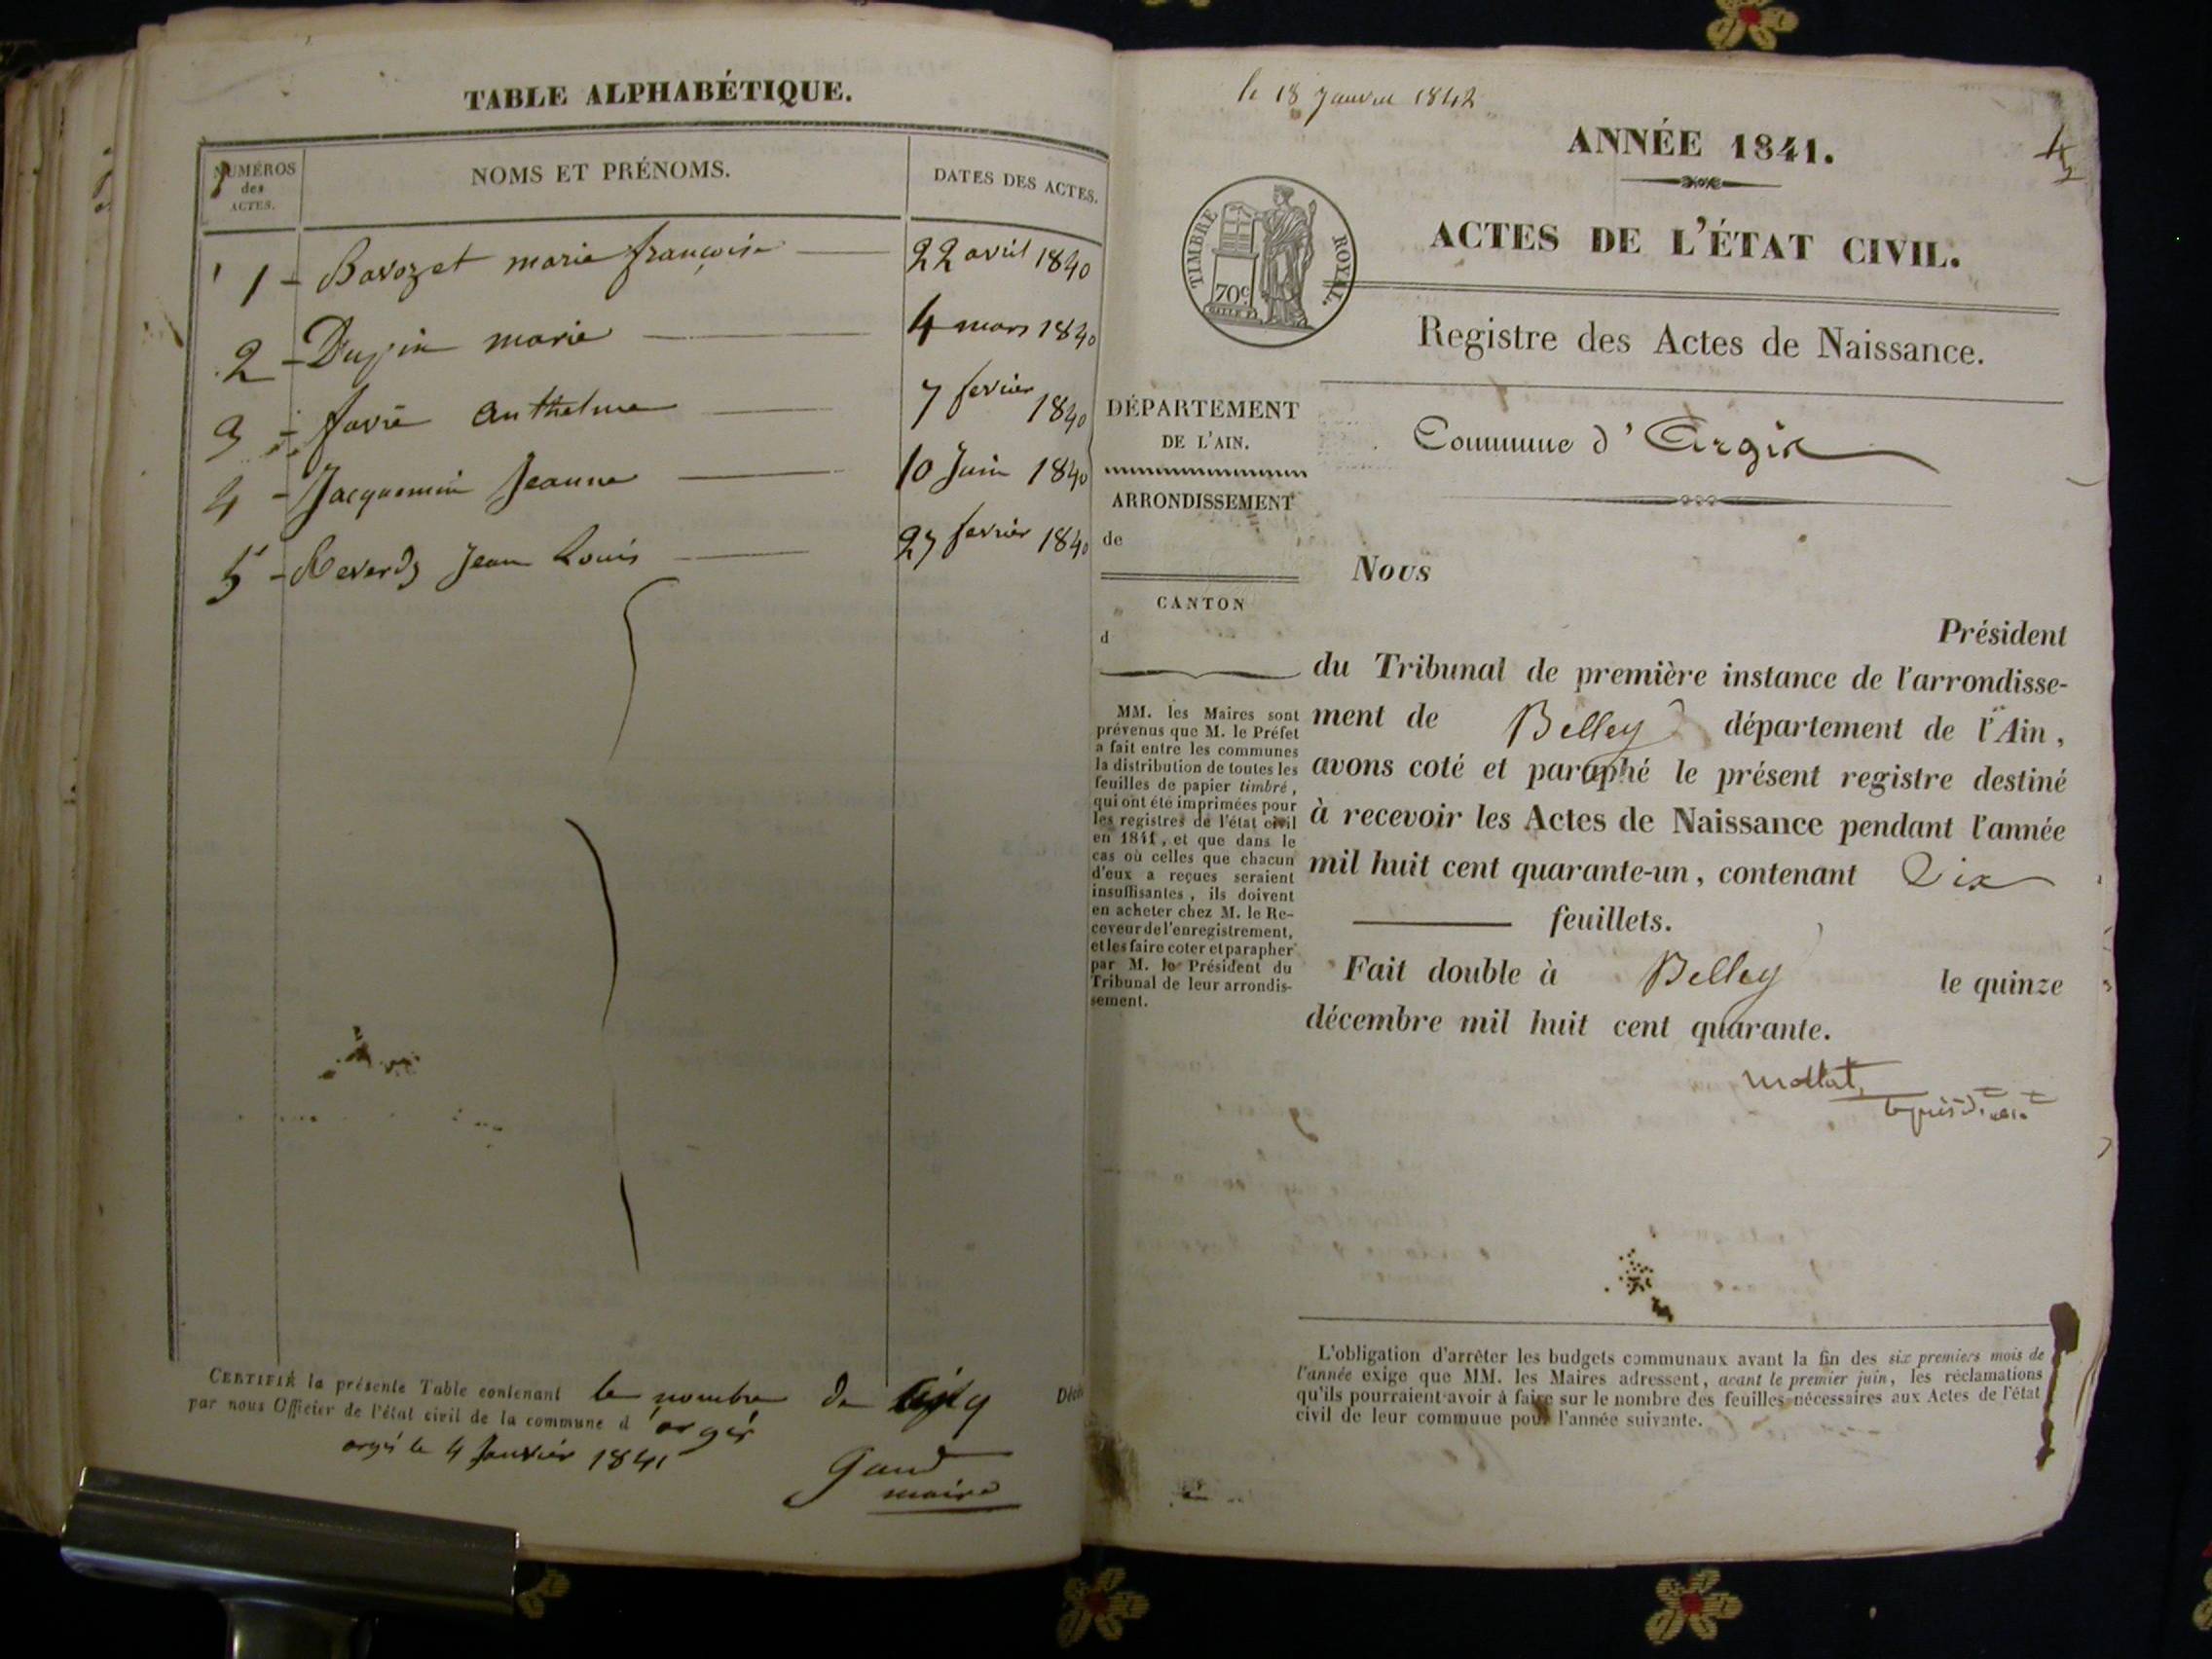 TABLE ALPHABÉTIQUE.
NUMÉROS
des
ACTES.
NOMS ET PRÉNOMS.
DATES DES ACTES.
1 - Bavozet marie françoise 22 avril 1840
2 - Dupin marie 4 mars 1840
3 - favre anthelme 7 fevrier 1840
4 - Jacquemin Jeanne 10 Juin 1840
5 - Reverdy Jean Louis 27 fevrier 1840
CERTIFIÉ la présente Table contenant le nombre de cinq Décès
par nous Officier de l'état civil de la commune d'argis
argis le 4 Janvier 1841
Gaud
maire
le 18 Janvier 1842
ANNÉE 1841.
ACTES DE L'ÉTAT CIVIL.
TIMBRE ROYAL.
70c
Registre des Actes de Naissance.
DÉPARTEMENT
DE L'AIN.
ARRONDISSEMENT
de
CANTON
d
MM. les Maires sont
prévenus que M. le Préfet
a fait entre les communes
la distribution de toutes les
feuilles de papier timbré,
qui ont été imprimées pour
les registres de l'état civil
en 1841, et que dans le
cas où celles que chacun
d'eux a reçues seraient
insuffisantes, ils doivent
en acheter chez M. le Re-
ceveur de l'enregistrement,
et les faire coter et parapher
par M. le Président du
Tribunal de leur arrondis-
sement.
Commune d'Argis
Nous
Président
du Tribunal de première instance de l'arrondisse-
ment de Belley département de l'Ain,
avons coté et paraphé le présent registre destiné
à recevoir les Actes de Naissance pendant l'année
mil huit cent quarante-un, contenant Dix
feuillets.
Fait double à Belley le quinze
décembre mil huit cent quarante.
Mollat,
L'obligation d'arrêter les budgets communaux avant la fin des six premiers mois de
l'année exige que MM. les Maires adressent, avant le premier juin, les réclamations
qu'ils pourraient avoir à faire sur le nombre des feuilles nécessaires aux Actes de l'état
civil de leur commune pour l'année suivante.